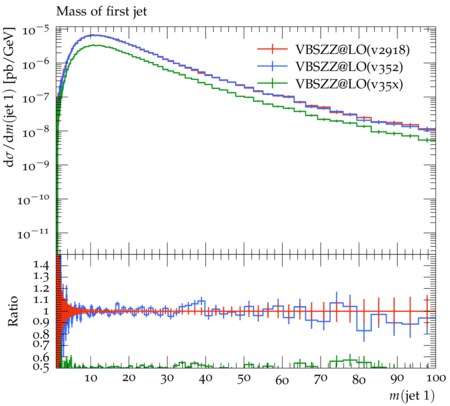 Mass of first jet
dσ/dm(jet 1) [pb/GeV]
10⁻⁵
10⁻⁶
10⁻⁷
10⁻⁸
10⁻⁹
10⁻¹⁰
10⁻¹¹
VBSZZ@LO(v2918)
VBSZZ@LO(v352)
VBSZZ@LO(v35x)
Ratio
1.4
1.3
1.2
1.1
1
0.9
0.8
0.7
0.6
0.5
10 20 30 40 50 60 70 80 90 100
m(jet 1)